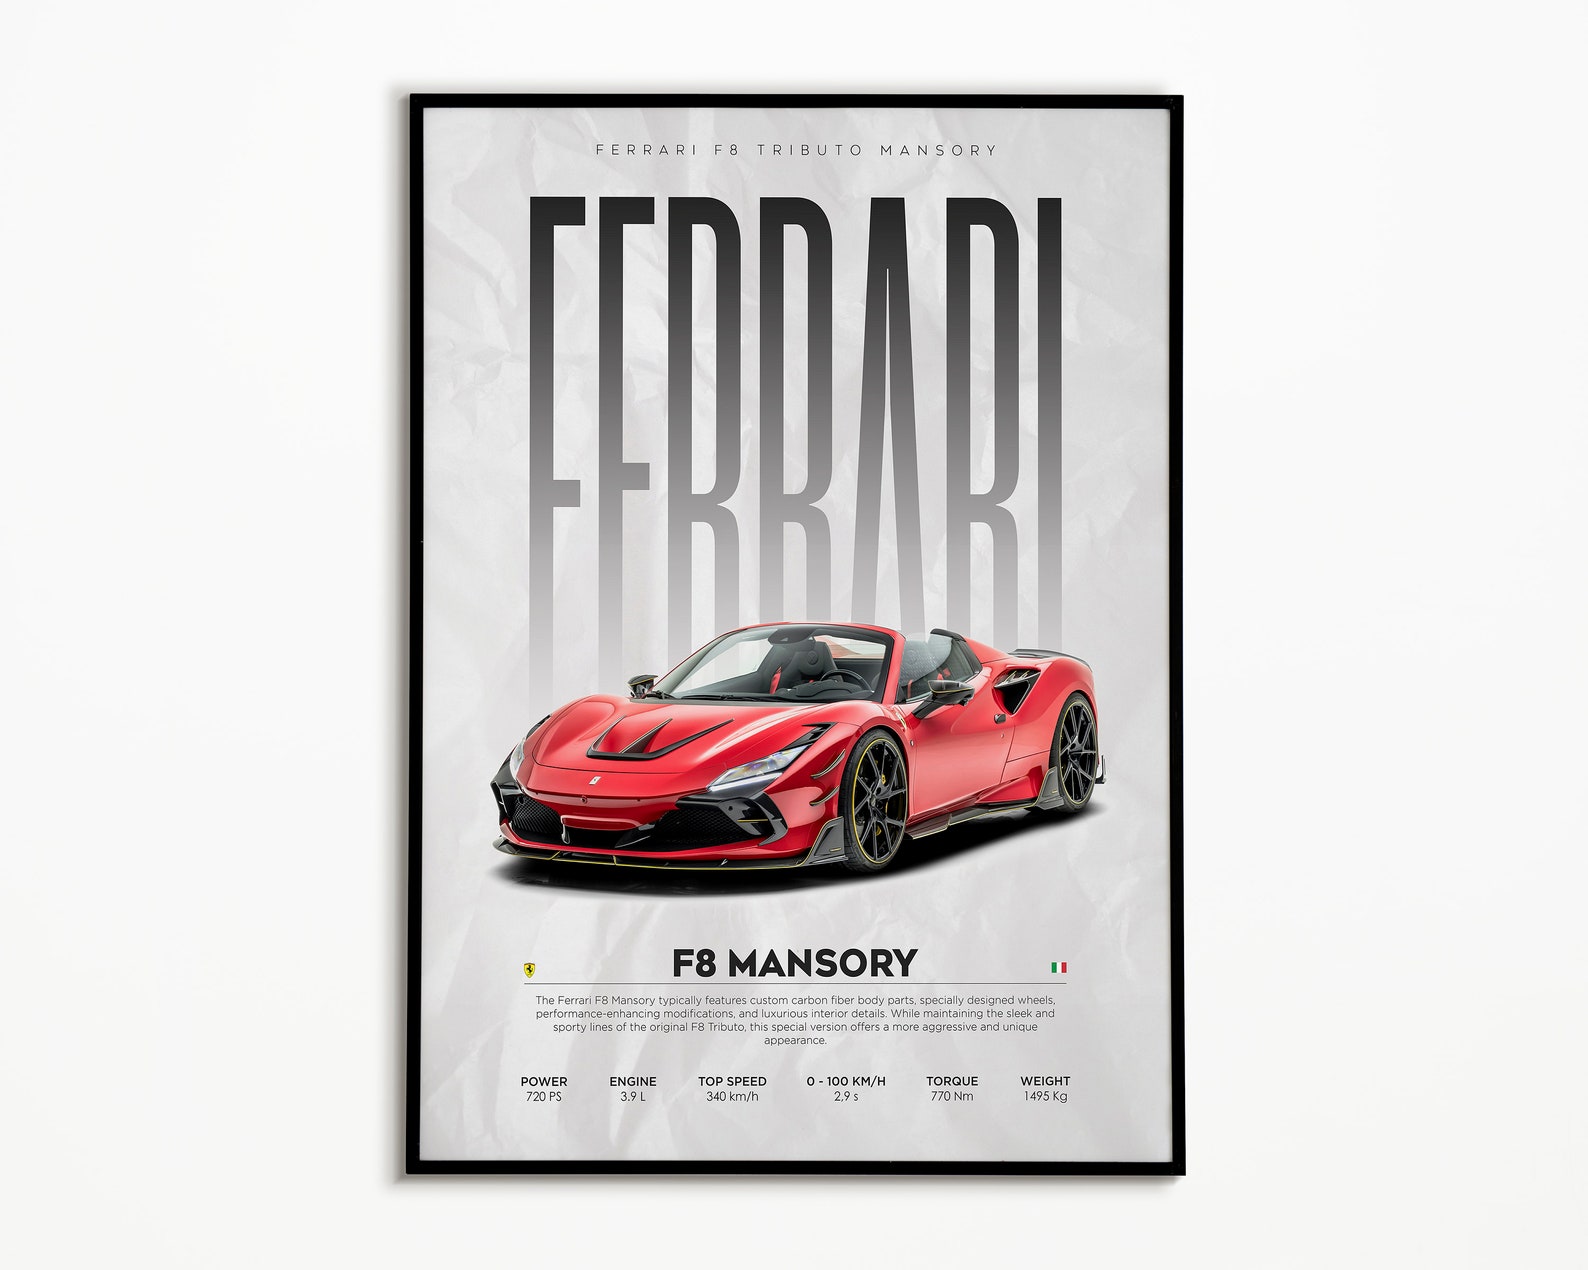 FERRARI F8 TRIBUTO MANSORY
FERRARI
F8 MANSORY
The Ferrari F8 Mansory typically features custom carbon fiber body parts, specially designed wheels,
performance-enhancing modifications, and luxurious interior details. While maintaining the sleek and
sporty lines of the original F8 Tributo, this special version offers a more aggressive and unique
appearance.
POWER ENGINE TOP SPEED 0 - 100 KM/H TORQUE WEIGHT
720 PS 3.9 L 340 km/h 2,9 s 770 Nm 1495 Kg